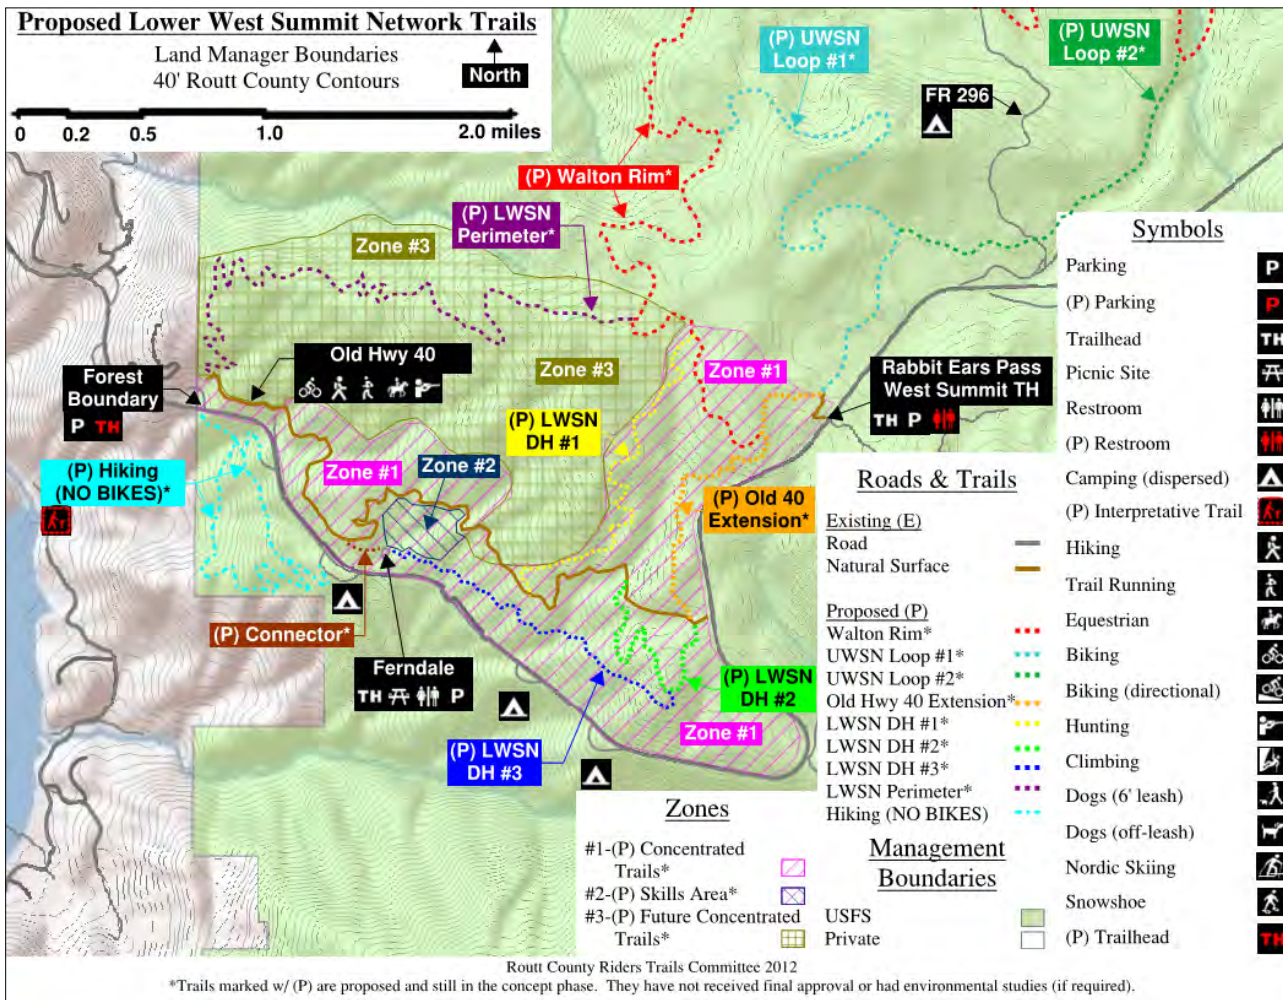 Proposed Lower West Summit Network Trails
Land Manager Boundaries
40' Routt County Contours
North
0 0.2 0.5 1.0 2.0 miles
(P) UWSN
Loop #1*
(P) UWSN
Loop #2*
FR 296
(P) Walton Rim*
(P) LWSN
Perimeter*
Zone #3
Old Hwy 40
Zone #3
Zone #1
Forest
Boundary
P TH
Rabbit Ears Pass
West Summit TH
TH P
(P) LWSN
DH #1
(P) Hiking
(NO BIKES)*
Zone #1
Zone #2
(P) Old 40
Extension*
(P) Connector*
Ferndale
TH P
(P) LWSN
DH #2
Zone #1
(P) LWSN
DH #3
Symbols
Parking P
(P) Parking P
Trailhead TH
Picnic Site
Restroom
(P) Restroom
Camping (dispersed)
(P) Interpretative Trail
Hiking
Trail Running
Equestrian
Biking
Biking (directional)
Hunting
Climbing
Dogs (6' leash)
Dogs (off-leash)
Nordic Skiing
Snowshoe
(P) Trailhead TH
Roads & Trails
Existing (E)
Road
Natural Surface
Proposed (P)
Walton Rim*
UWSN Loop #1*
UWSN Loop #2*
Old Hwy 40 Extension*
LWSN DH #1*
LWSN DH #2*
LWSN DH #3*
LWSN Perimeter*
Hiking (NO BIKES)
Zones
#1-(P) Concentrated
Trails*
#2-(P) Skills Area*
#3-(P) Future Concentrated
Trails*
Management
Boundaries
USFS
Private
Routt County Riders Trails Committee 2012
*Trails marked w/ (P) are proposed and still in the concept phase. They have not received final approval or had environmental studies (if required).